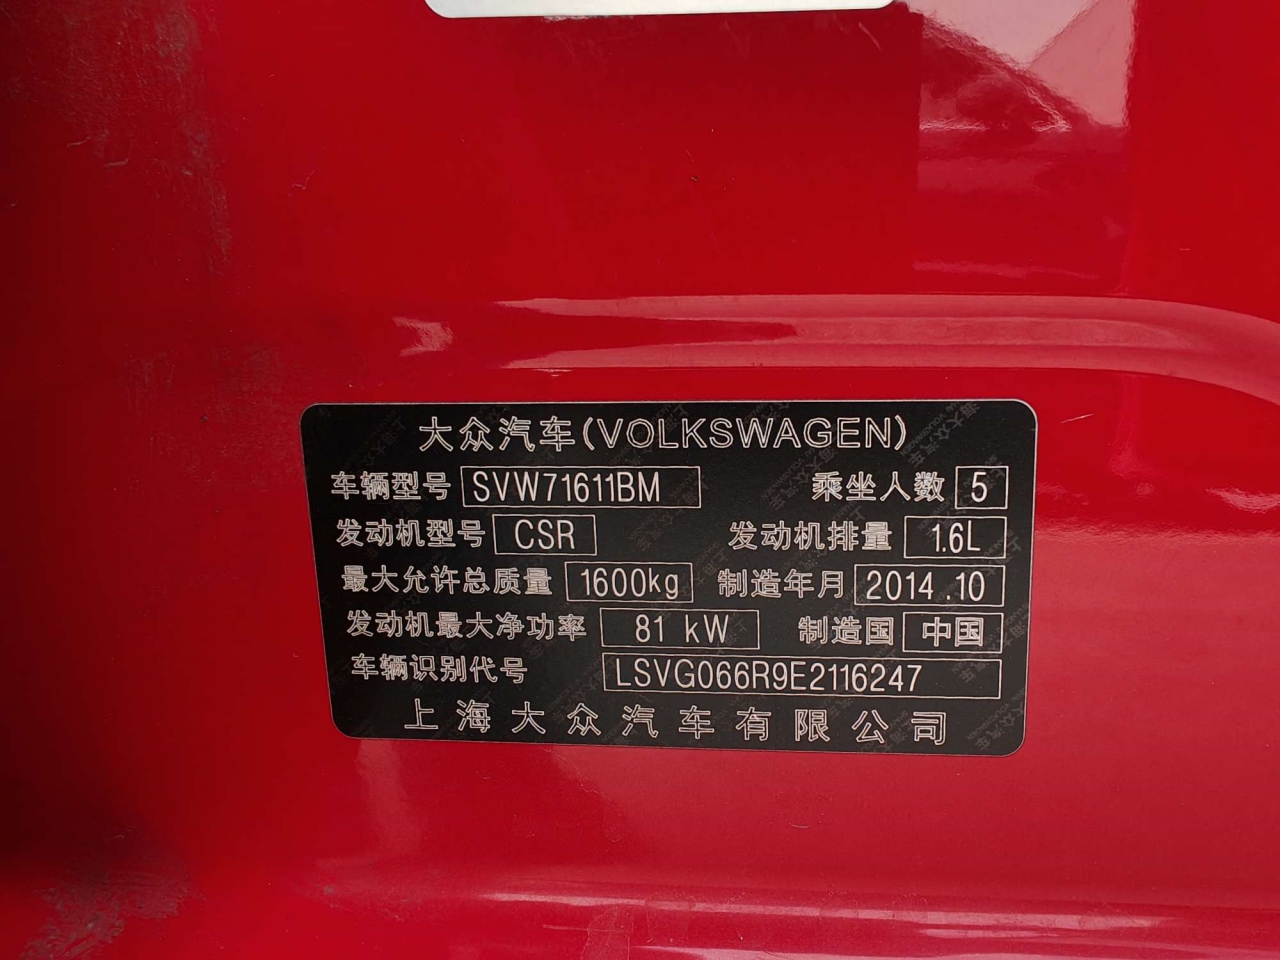 大众汽车(VOLKSWAGEN)
车辆型号 SVW71611BM 乘坐人数 5
发动机型号 CSR 发动机排量 1.6L
最大允许总质量 1600kg 制造年月 2014.10
发动机最大净功率 81 kW 制造国 中国
车辆识别代号 LSVG066R9E2116247
上海大众汽车有限公司